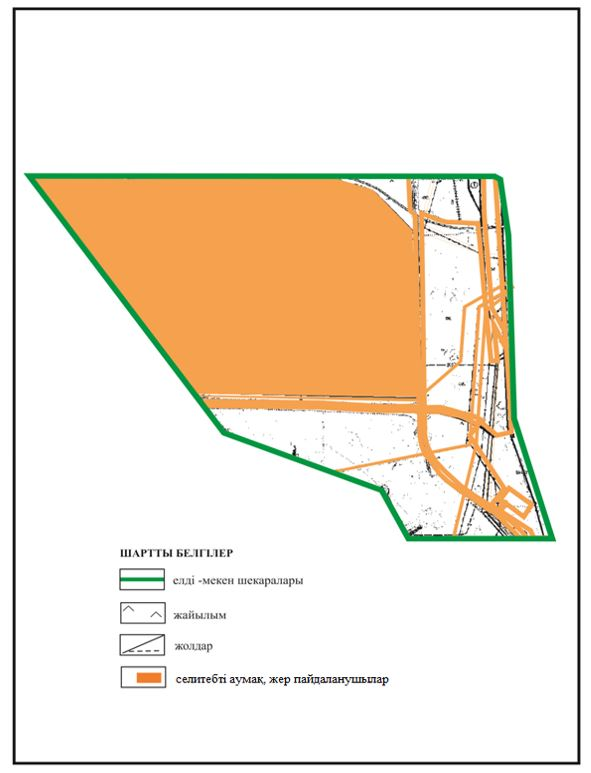 ШАРТТЫ БЕЛГІЛЕР
елді -мекен шекаралары
жайылым
жолдар
селитебті аумақ, жер пайдаланушылар